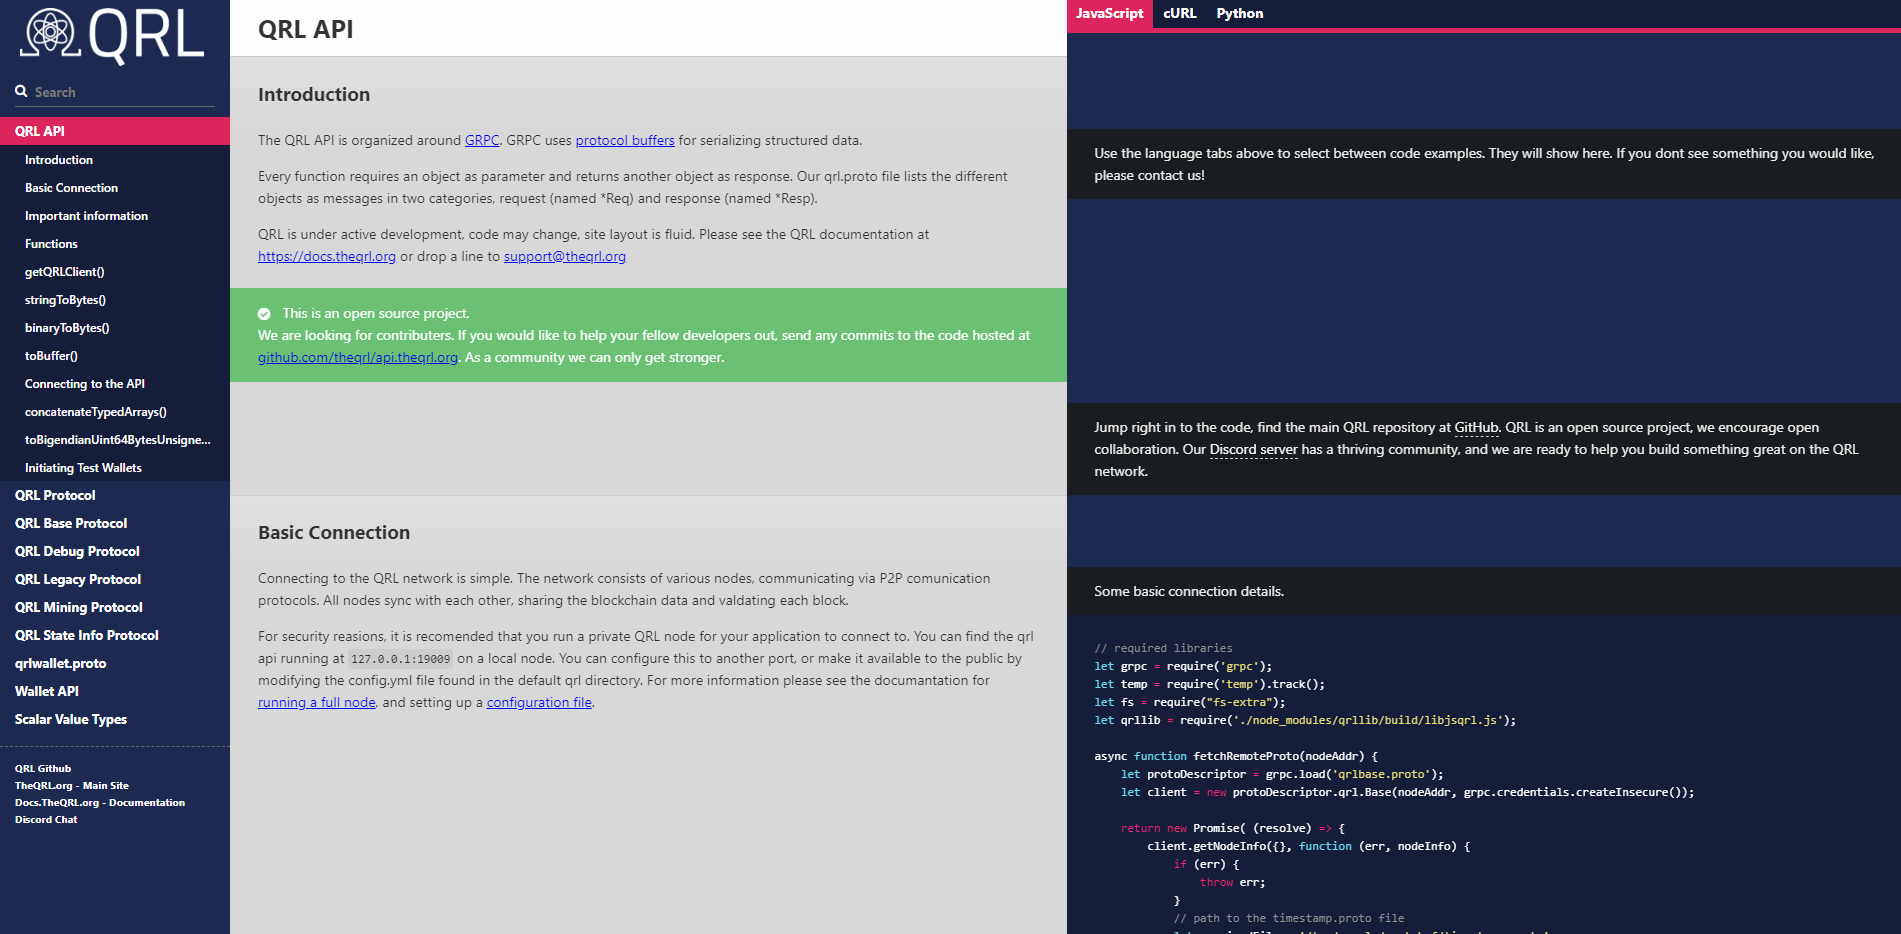 QRL
Search
QRL API
Introduction
Basic Connection
Important information
Functions
getQRLClient()
stringToBytes()
binaryToBytes()
toBuffer()
Connecting to the API
concatenateTypedArrays()
toBigendianUint64BytesUnsigne...
Initiating Test Wallets
QRL Protocol
QRL Base Protocol
QRL Debug Protocol
QRL Legacy Protocol
QRL Mining Protocol
QRL State Info Protocol
qrlwallet.proto
Wallet API
Scalar Value Types
QRL Github
TheQRL.org - Main Site
Docs.TheQRL.org - Documentation
Discord Chat
QRL API
Introduction
The QRL API is organized around GRPC. GRPC uses protocol buffers for serializing structured data.
Every function requires an object as parameter and returns another object as response. Our qrl.proto file lists the different
objects as messages in two categories, request (named *Req) and response (named *Resp).
QRL is under active development, code may change, site layout is fluid. Please see the QRL documentation at
https://docs.theqrl.org or drop a line to support@theqrl.org
This is an open source project.
We are looking for contributers. If you would like to help your fellow developers out, send any commits to the code hosted at
github.com/theqrl/api.theqrl.org. As a community we can only get stronger.
Basic Connection
Connecting to the QRL network is simple. The network consists of various nodes, communicating via P2P comunication
protocols. All nodes sync with each other, sharing the blockchain data and valdating each block.
For security reasions, it is recomended that you run a private QRL node for your application to connect to. You can find the qrl
api running at 127.0.0.1:19009 on a local node. You can configure this to another port, or make it available to the public by
modifying the config.yml file found in the default qrl directory. For more information please see the documantation for
running a full node, and setting up a configuration file.
JavaScript cURL Python
Use the language tabs above to select between code examples. They will show here. If you dont see something you would like,
please contact us!
Jump right in to the code, find the main QRL repository at GitHub. QRL is an open source project, we encourage open
collaboration. Our Discord server has a thriving community, and we are ready to help you build something great on the QRL
network.
Some basic connection details.
// required libraries
let grpc = require('grpc');
let temp = require('temp').track();
let fs = require("fs-extra");
let qrllib = require('./node_modules/qrllib/build/libjsqrl.js');
async function fetchRemoteProto(nodeAddr) {
let protoDescriptor = grpc.load('qrlbase.proto');
let client = new protoDescriptor.qrl.Base(nodeAddr, grpc.credentials.createInsecure());
return new Promise( (resolve) => {
client.getNodeInfo({}, function (err, nodeInfo) {
if (err) {
throw err;
}
// path to the timestamp.proto file